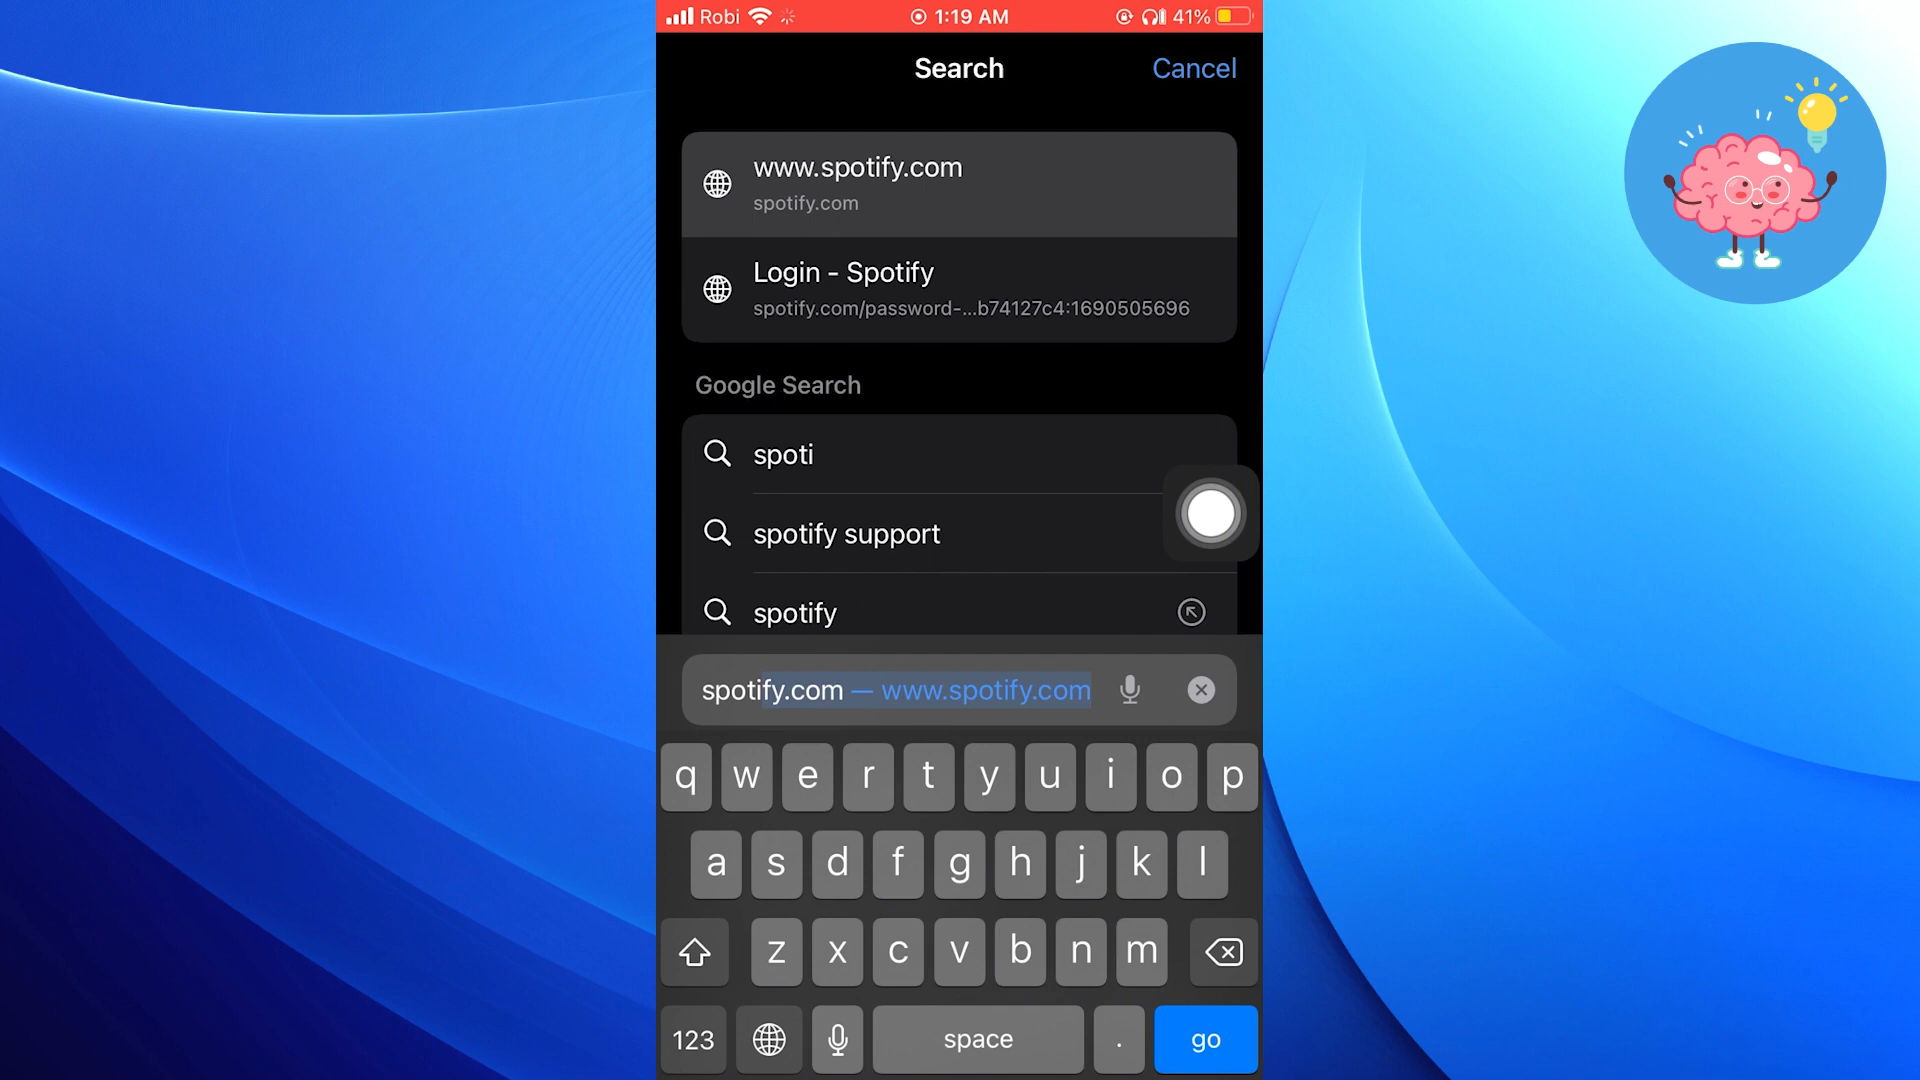 Robi 1:19 AM 41%
Search Cancel
www.spotify.com
spotify.com
Login - Spotify
spotify.com/password-...b74127c4:1690505696
Google Search
spoti
spotify support
spotify
spotify.com — www.spotify.com
q w e r t y u i o p
a s d f g h j k l
z x c v b n m
123 space . go